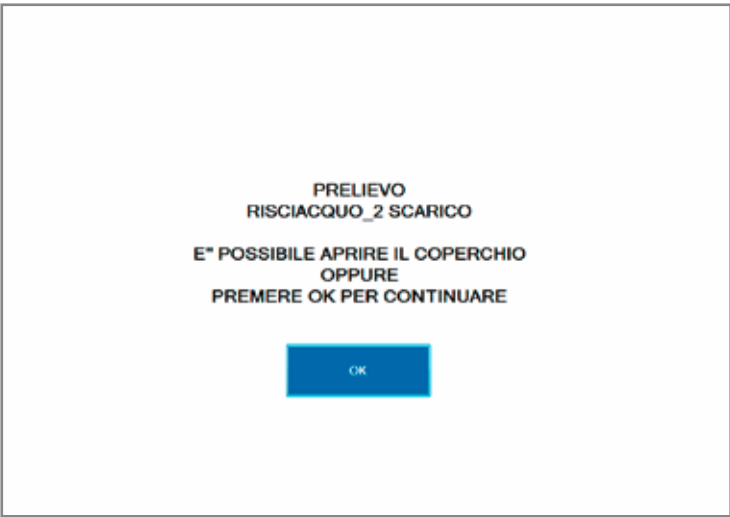 PRELIEVO
RISCIACQUO_2 SCARICO
E" POSSIBILE APRIRE IL COPERCHIO
OPPURE
PREMERE OK PER CONTINUARE
OK